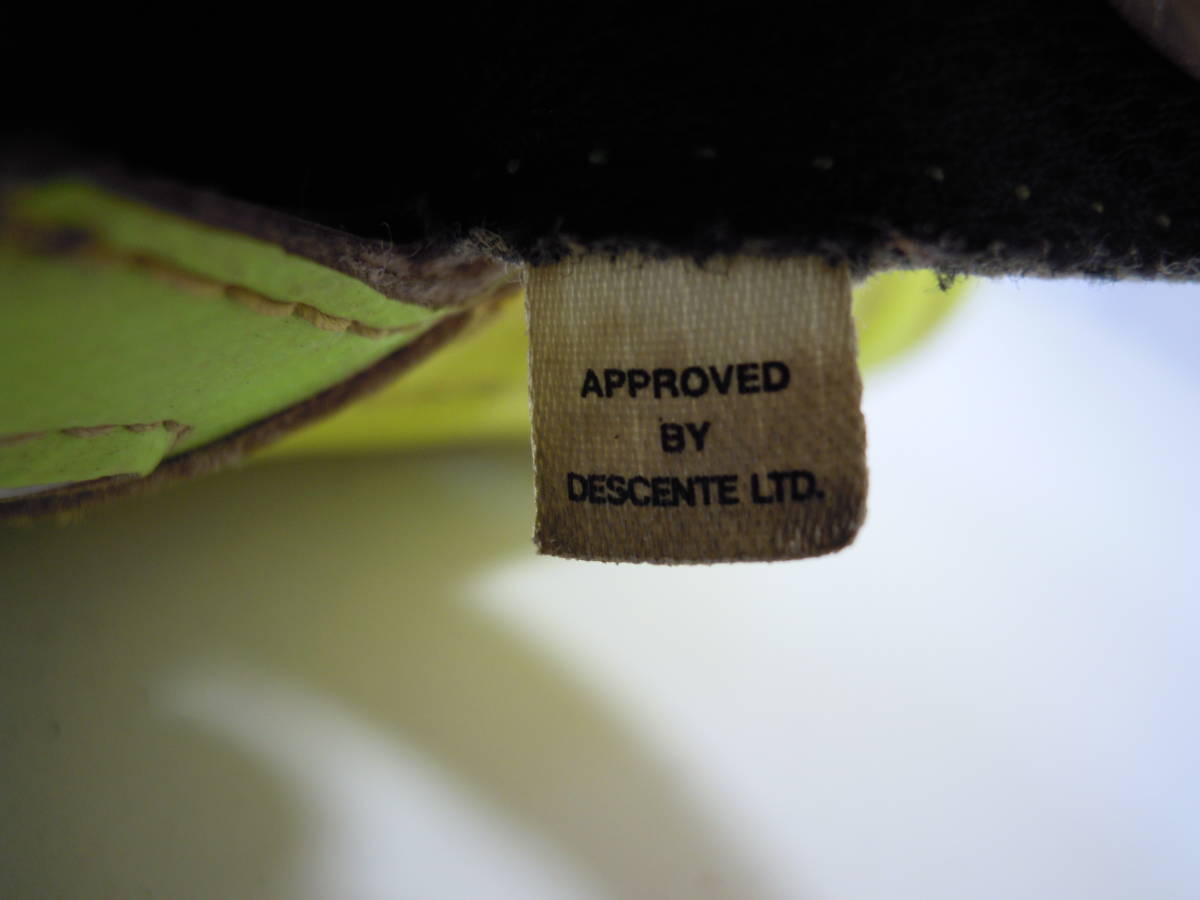 APPROVED
BY
DESCENTE LTD.